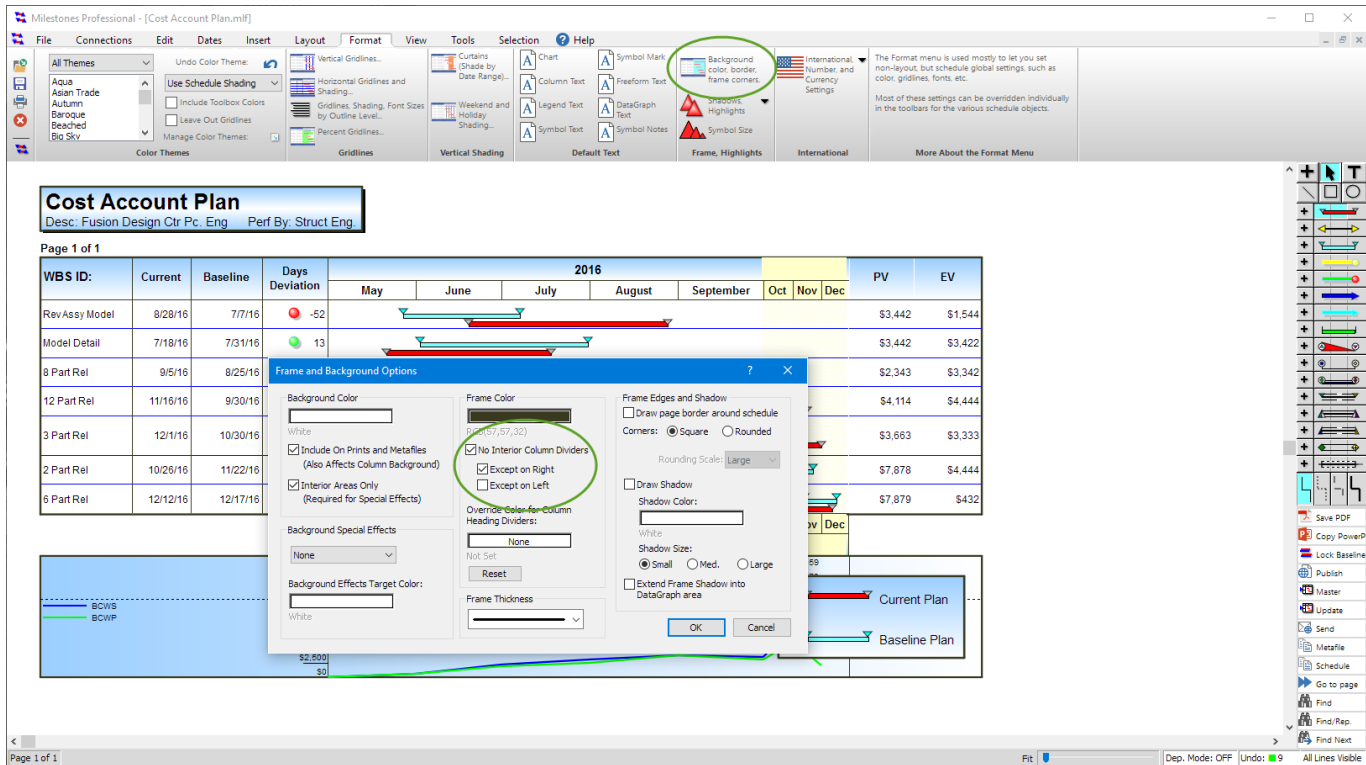 Milestones Professional - [Cost Account Plan.mlf]
File Connections Edit Dates Insert Layout Format View Tools Selection Help
All Themes
Aqua
Asian Trade
Autumn
Baroque
Beached
Big Sky
Undo Color Theme:
Use Schedule Shading
Include Toolbox Colors
Leave Out Gridlines
Manage Color Themes:
Color Themes
Vertical Gridlines...
Horizontal Gridlines and
Shading...
Gridlines, Shading, Font Sizes
by Outline Level...
Percent Gridlines...
Gridlines
Curtains
(Shade by
Date Range)...
Weekend and
Holiday
Shading...
Vertical Shading
Chart
Column Text
Legend Text
Symbol Text
Symbol Mark
Freeform Text
DataGraph
Text
Symbol Notes
Default Text
Background
color, border,
frame corners.
Shadows,
Highlights
Symbol Size
Frame, Highlights
International,
Number, and
Currency
Settings
International
The Format menu is used mostly to let you set
non-layout, but schedule global settings, such as
color, gridlines, fonts, etc.
Most of these settings can be overridden individually
in the toolbars for the various schedule objects.
More About the Format Menu
Cost Account Plan
Desc: Fusion Design Ctr Pc. Eng Perf By: Struct Eng.
Page 1 of 1
WBS ID: Current Baseline Days Deviation 2016 PV EV
May June July August September Oct Nov Dec
Rev Assy Model 8/28/16 7/7/16 -52 $3,442 $1,544
Model Detail 7/18/16 7/31/16 13 $3,442 $3,422
8 Part Rel 9/5/16 8/25/16 $2,343 $3,342
12 Part Rel 11/16/16 9/30/16 $4,114 $4,444
3 Part Rel 12/1/16 10/30/16 $3,663 $3,333
2 Part Rel 10/26/16 11/22/16 $7,878 $4,444
6 Part Rel 12/12/16 12/17/16 $7,879 $432
Dec
BCWS
BCWP
$2,500
$0
Current Plan
Baseline Plan
Frame and Background Options ?
Background Color
White
Include On Prints and Metafiles
(Also Affects Column Background)
Interior Areas Only
(Required for Special Effects)
Background Special Effects
None
Background Effects Target Color:
White
Frame Color
RGB(57,57,32)
No Interior Column Dividers
Except on Right
Except on Left
Override Color for Column
Heading Dividers:
None
Not Set
Reset
Frame Thickness
Frame Edges and Shadow
Draw page border around schedule
Corners: Square Rounded
Rounding Scale: Large
Draw Shadow
Shadow Color:
White
Shadow Size:
Small Med. Large
Extend Frame Shadow into
DataGraph area
OK Cancel
T
Save PDF
Copy PowerP
Lock Baseline
Publish
Master
Update
Send
Metafile
Schedule
Go to page
Find
Find/Rep.
Find Next
Page 1 of 1 Fit Dep. Mode: OFF Undo: 9 All Lines Visible